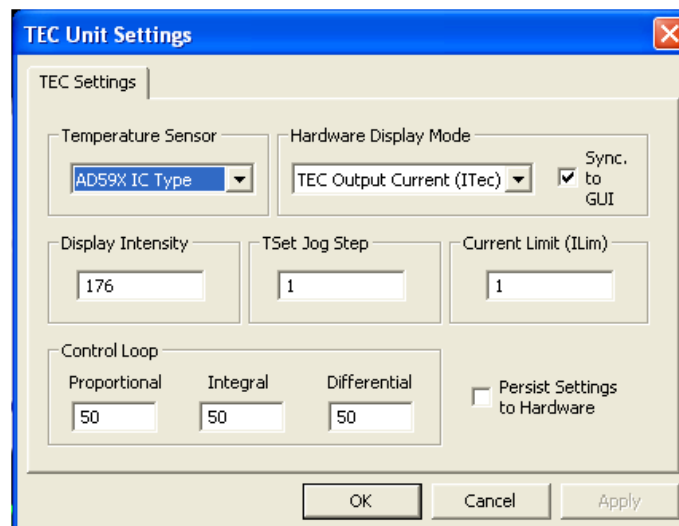 TEC Unit Settings
TEC Settings
Temperature Sensor
Hardware Display Mode
AD59X IC Type
TEC Output Current (ITec)
Sync.
to
GUI
Display Intensity
TSet Jog Step
Current Limit (ILim)
176
1
1
Control Loop
Proportional Integral Differential
50 50 50
Persist Settings
to Hardware
OK Cancel Apply